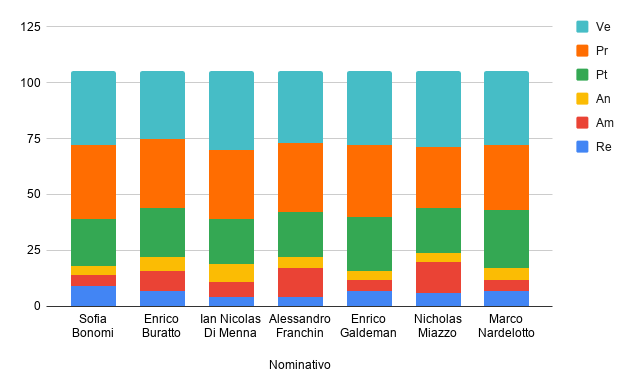 125
100
75
50
25
0
Sofia Bonomi
Enrico Buratto
Ian Nicolas Di Menna
Alessandro Franchin
Enrico Galdeman
Nicholas Miazzo
Marco Nardelotto
Nominativo
Ve
Pr
Pt
An
Am
Re